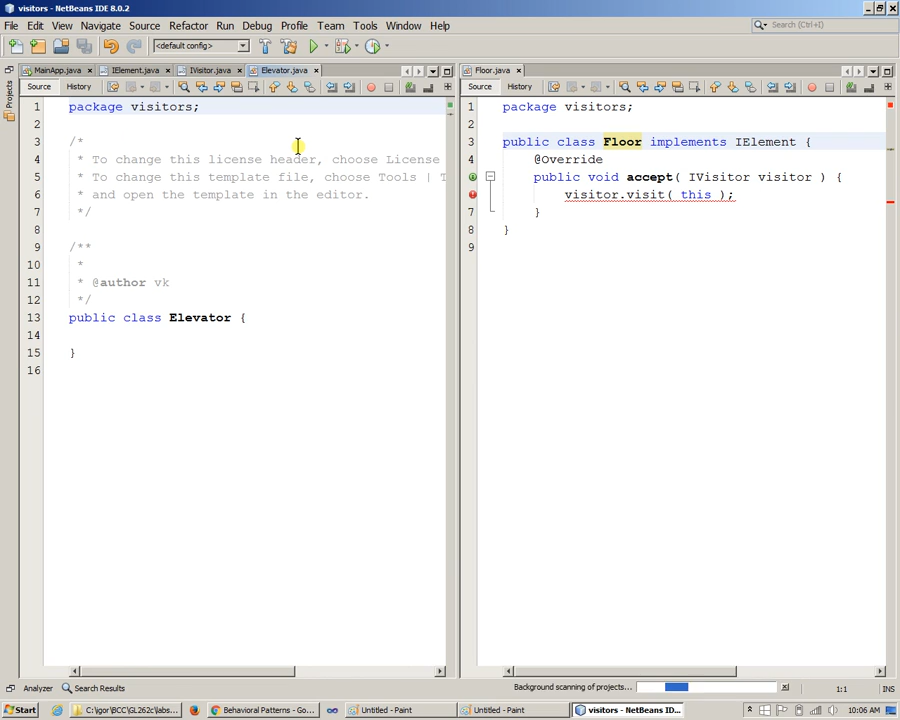 visitors - NetBeans IDE 8.0.2
File Edit View Navigate Source Refactor Run Debug Profile Team Tools Window Help
Search (Ctrl+I)
<default config>
Projects
MainApp.java IElement.java IVisitor.java Elevator.java
Source History
1 package visitors;
2
3 /*
4 * To change this license header, choose License
5 * To change this template file, choose Tools | T
6 * and open the template in the editor.
7 */
8
9 /**
10 *
11 * @author vk
12 */
13 public class Elevator {
14
15 }
16
Floor.java
Source History
1 package visitors;
2
3 public class Floor implements IElement {
4 @Override
5 public void accept( IVisitor visitor ) {
6 visitor.visit( this );
7 }
8 }
9
Analyzer Search Results
Background scanning of projects...
1:1 INS
Start C:\igor\BCC\GL262c\labs... Behavioral Patterns - Go... Untitled - Paint Untitled - Paint visitors - NetBeans ID... 10:06 AM